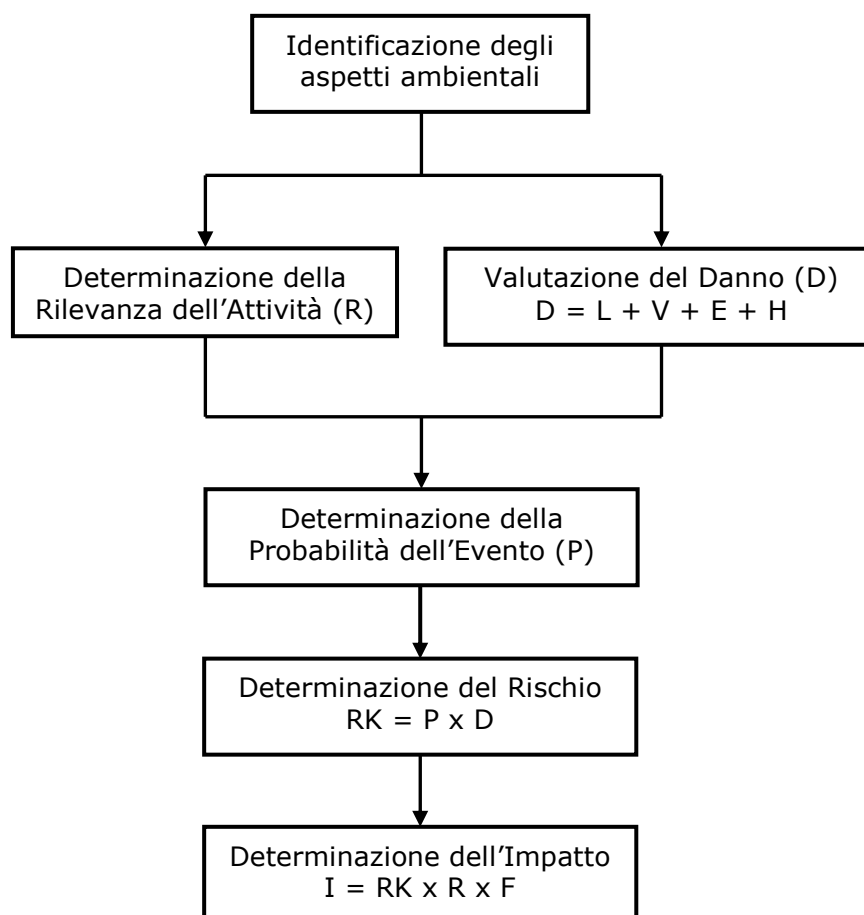 Identificazione degli
aspetti ambientali
Determinazione della
Rilevanza dell’Attività (R)
Valutazione del Danno (D)
D = L + V + E + H
Determinazione della
Probabilità dell’Evento (P)
Determinazione del Rischio
RK = P x D
Determinazione dell’Impatto
I = RK x R x F